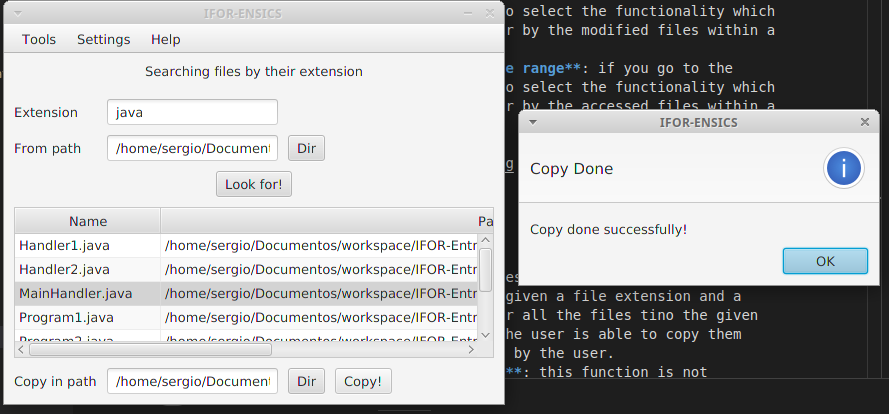 IFOR-ENSICS
Tools Settings Help
Searching files by their extension
Extension java
From path /home/sergio/Document Dir
Look for!
Name Pa
Handler1.java /home/sergio/Documentos/workspace/IFOR-Entr
Handler2.java /home/sergio/Documentos/workspace/IFOR-Entr
MainHandler.java /home/sergio/Documentos/workspace/IFOR-Entr
Program1.java /home/sergio/Documentos/workspace/IFOR-Entr
Program2.java /home/sergio/Documentos/workspace/IFOR-Entr
Copy in path /home/sergio/Document Dir Copy!
o select the functionality which
r by the modified files within a
e range**: if you go to the
o select the functionality which
r by the accessed files within a
g
IFOR-ENSICS
Copy Done
Copy done successfully!
OK
es
given a file extension and a
r all the files tino the given
he user is able to copy them
by the user.
**: this function is not